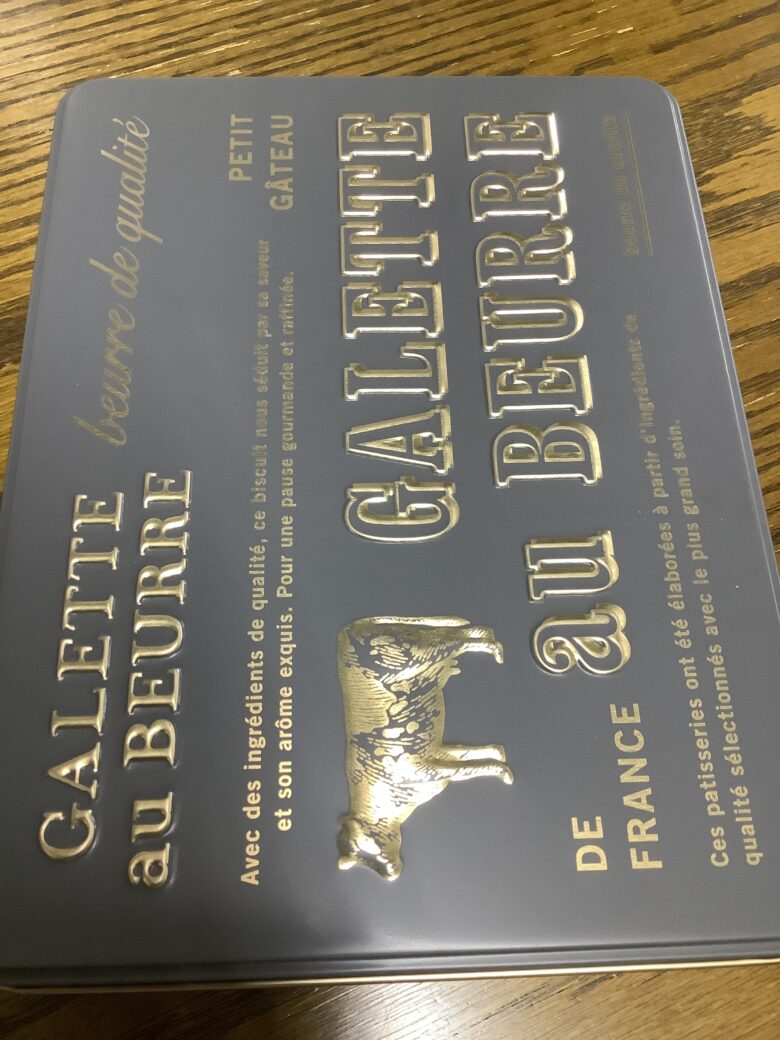 GALETTE
au BEURRE
beurre de qualité
Avec des ingrédients de qualité, ce biscuit nous séduit par sa saveur
et son arôme exquis. Pour une pause gourmande et raffinée.
PETIT
GÂTEAU
GALETTE
au BEURRE
DE
FRANCE
beurre de qualité
Ces patisseries ont été élaborées à partir d'ingrédients de
qualité sélectionnés avec le plus grand soin.